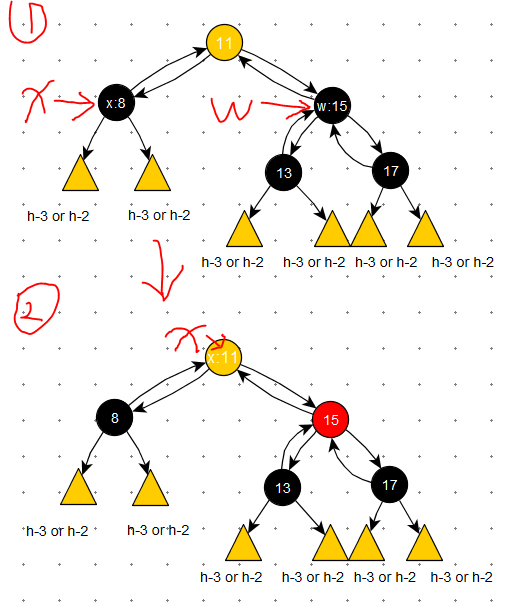 1
11
x x:8 w w:15
13 17
h-3 or h-2 h-3 or h-2
h-3 or h-2 h-3 or h-2 h-3 or h-2 h-3 or h-2
2
x
x:11
8 15
13 17
h-3 or h-2 h-3 or h-2
h-3 or h-2 h-3 or h-2 h-3 or h-2 h-3 or h-2